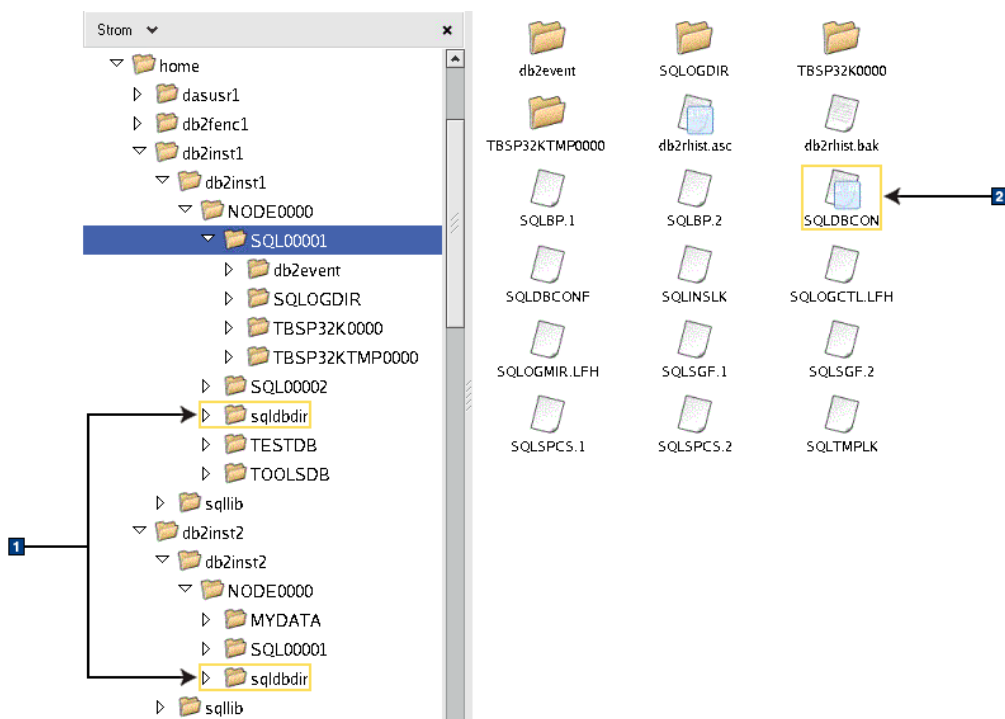 Strom
home
dasusr1
db2fenc1
db2inst1
db2inst1
NODE0000
SQL00001
db2event
SQLOGDIR
TBSP32K0000
TBSP32KTMP0000
SQL00002
sqldbdir
TESTDB
TOOLSDB
sqllib
db2inst2
db2inst2
NODE0000
MYDATA
SQL00001
sqldbdir
sqllib
1
db2event SQLOGDIR TBSP32K0000
TBSP32KTMP0000 db2rhist.asc db2rhist.bak
SQLBP.1 SQLBP.2 SQLDBCON
2
SQLDBCONF SQLINSLK SQLOGCTL.LFH
SQLOGMIR.LFH SQLSGF.1 SQLSGF.2
SQLSPCS.1 SQLSPCS.2 SQLTMPLK